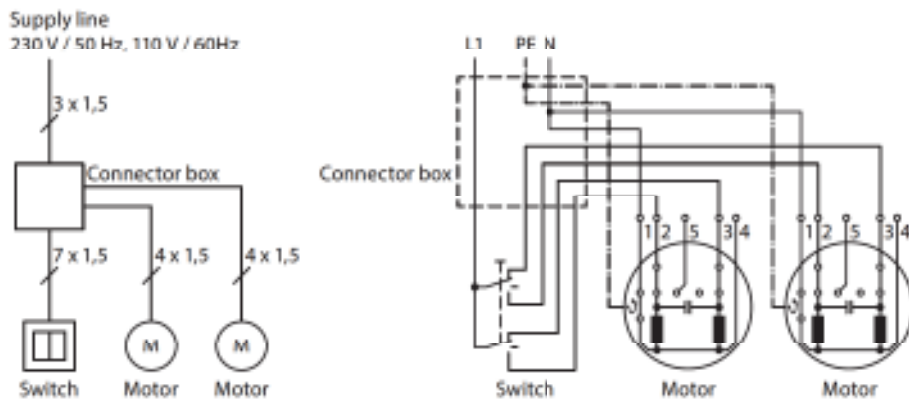 Supply line
230 V / 50 Hz, 110 V / 60Hz
L1 PE N
3 x 1,5
Connector box
Connector box
7 x 1,5 4 x 1,5 4 x 1,5
1 2 5 3 4 1 2 5 3 4
M M
Switch Motor Motor Switch Motor Motor